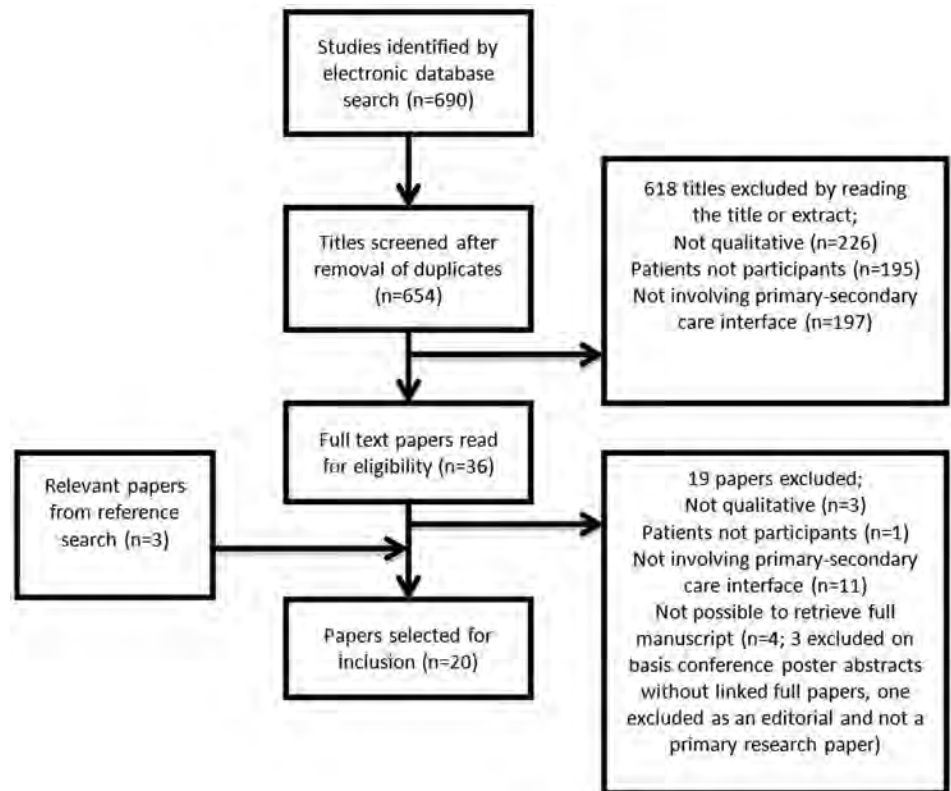 Studies identified by
electronic database
search (n=690)
Titles screened after
removal of duplicates
(n=654)
618 titles excluded by reading
the title or extract;
Not qualitative (n=226)
Patients not participants (n=195)
Not involving primary-secondary
care interface (n=197)
Full text papers read
for eligibility (n=36)
Relevant papers
from reference
search (n=3)
19 papers excluded;
Not qualitative (n=3)
Patients not participants (n=1)
Not involving primary-secondary
care interface (n=11)
Not possible to retrieve full
manuscript (n=4; 3 excluded on
basis conference poster abstracts
without linked full papers, one
excluded as an editorial and not a
primary research paper)
Papers selected for
inclusion (n=20)